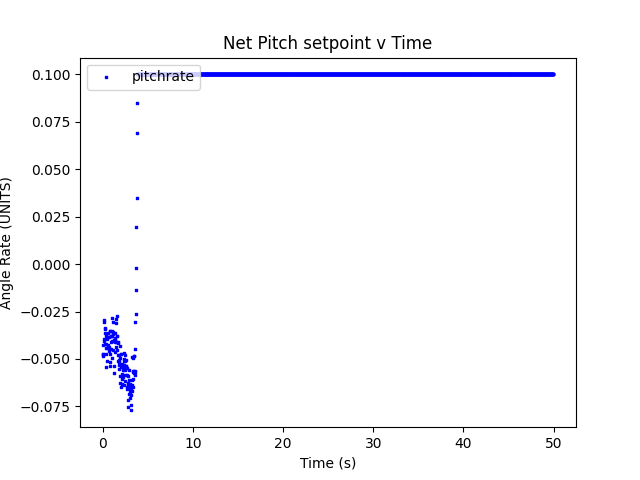 Net Pitch setpoint v Time
pitchrate
0.100
0.075
0.050
0.025
0.000
−0.025
−0.050
−0.075
Angle Rate (UNITS)
0 10 20 30 40 50
Time (s)